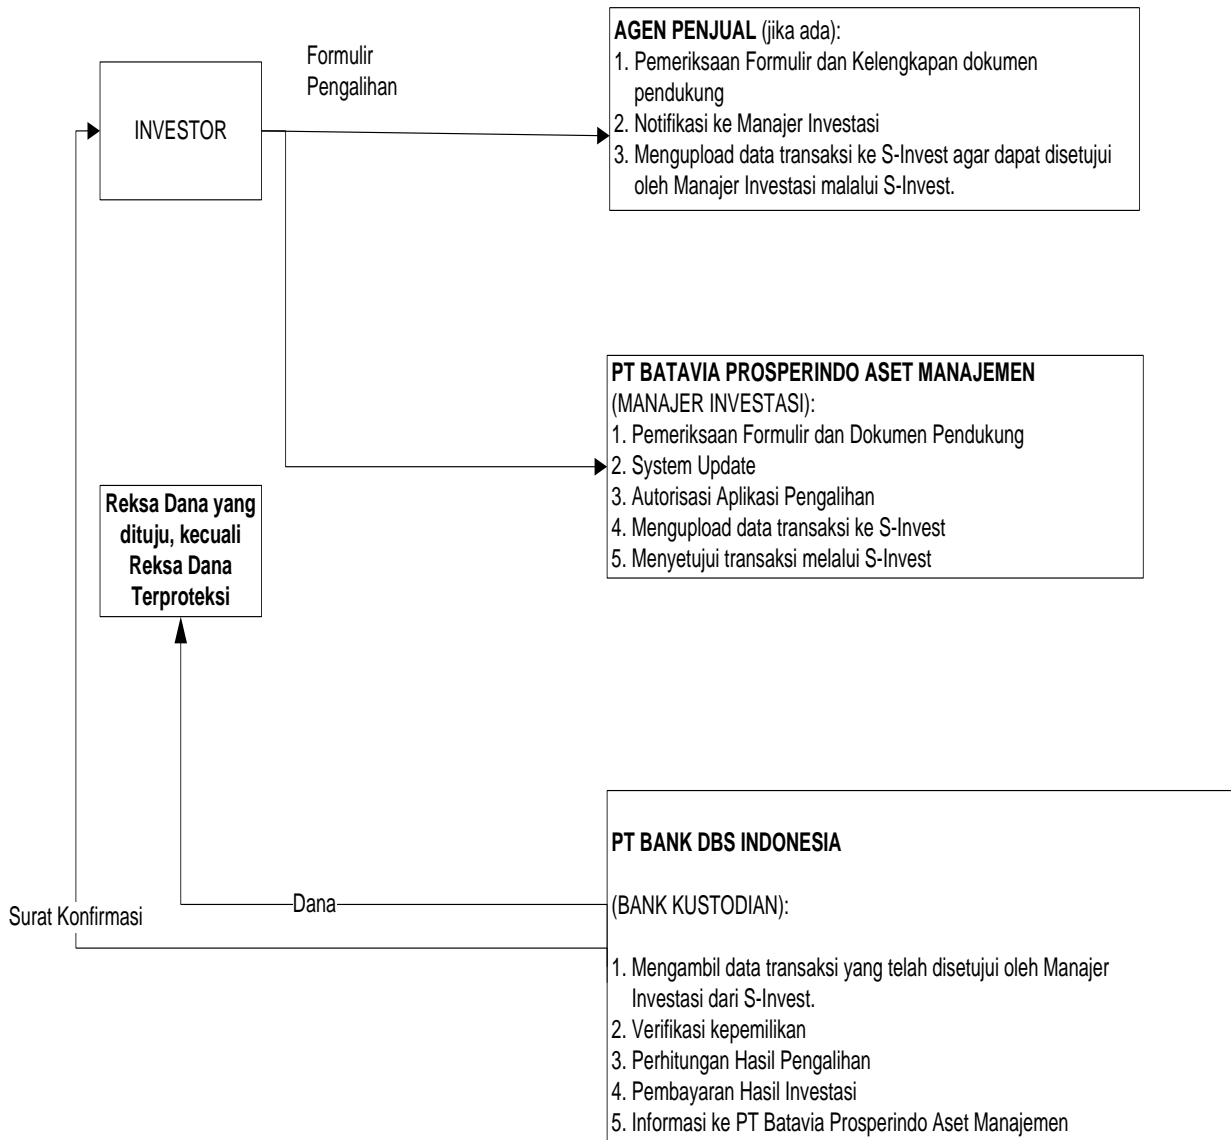 Formulir
Pengalihan
INVESTOR
AGEN PENJUAL (jika ada):
1. Pemeriksaan Formulir dan Kelengkapan dokumen
pendukung
2. Notifikasi ke Manajer Investasi
3. Mengupload data transaksi ke S-Invest agar dapat disetujui
oleh Manajer Investasi malalui S-Invest.
PT BATAVIA PROSPERINDO ASET MANAJEMEN
(MANAJER INVESTASI):
1. Pemeriksaan Formulir dan Dokumen Pendukung
2. System Update
3. Autorisasi Aplikasi Pengalihan
4. Mengupload data transaksi ke S-Invest
5. Menyetujui transaksi melalui S-Invest
Reksa Dana yang
dituju, kecuali
Reksa Dana
Terproteksi
Dana
Surat Konfirmasi
PT BANK DBS INDONESIA
(BANK KUSTODIAN):
1. Mengambil data transaksi yang telah disetujui oleh Manajer
Investasi dari S-Invest.
2. Verifikasi kepemilikan
3. Perhitungan Hasil Pengalihan
4. Pembayaran Hasil Investasi
5. Informasi ke PT Batavia Prosperindo Aset Manajemen